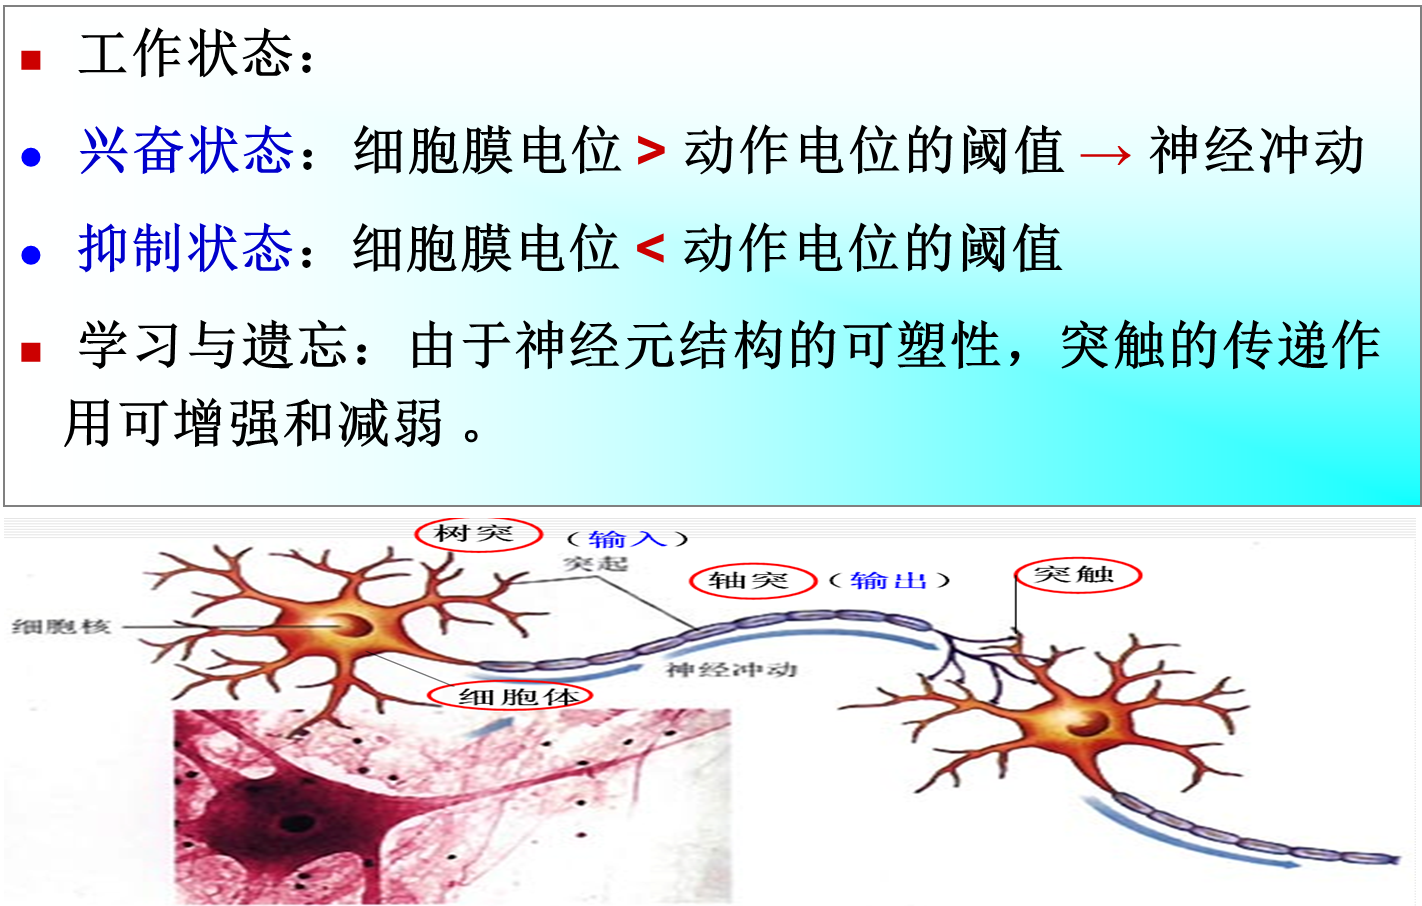 ■ 工作状态：
● 兴奋状态：细胞膜电位 > 动作电位的阈值 → 神经冲动
● 抑制状态：细胞膜电位 < 动作电位的阈值
■ 学习与遗忘：由于神经元结构的可塑性，突触的传递作
用可增强和减弱 。
树突 （输入）
突起
轴突 （输出）
突触
细胞核
神经冲动
细胞体